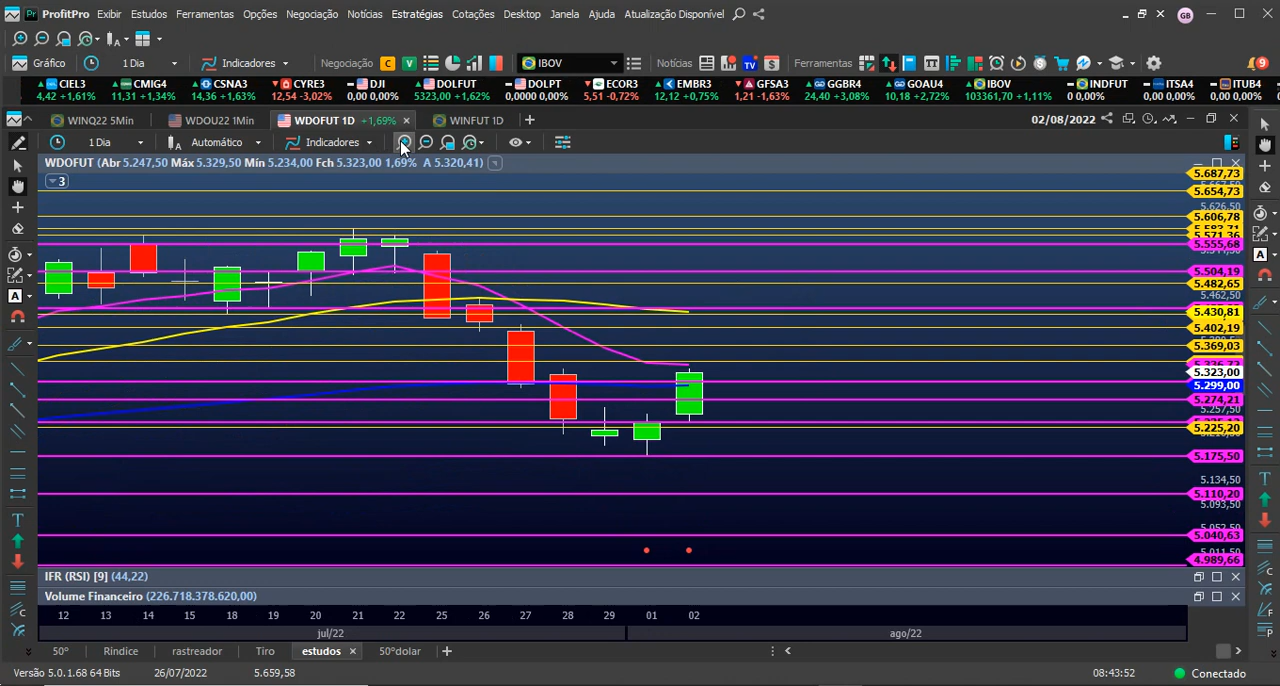 ProfitPro Exibir Estudos Ferramentas Opções Negociação Notícias Estratégias Cotações Desktop Janela Ajuda Atualização Disponível GB
Gráfico 1 Dia Indicadores Negociação C V IBOV Notícias TV Ferramentas 9
CIEL3 CMIG4 CSNA3 CYRE3 DJI DOLFUT DOLPT ECOR3 EMBR3 GFSA3 GGBR4 GOAU4 IBOV INDFUT ITSA4 ITUB4
4,42 +1,61% 11,31 +1,34% 14,36 +1,63% 12,54 -3,02% 0,00 0,00% 5323,00 +1,62% 0,0000 0,00% 5,51 -0,72% 12,12 +0,75% 1,21 -1,63% 24,40 +3,08% 10,18 +2,72% 103361,70 +1,11% 0 0,00% 0,00 0,00% 0,00 0,00%
WINQ22 5Min WDOU22 1Min WDOFUT 1D +1,69% WINFUT 1D 02/08/2022
1 Dia Automático Indicadores
WDOFUT (Abr 5.247,50 Máx 5.329,50 Mín 5.234,00 Fch 5.323,00 1,69% A 5.320,41)
3
5.687,73
5.654,73
5.626,50
5.606,78
5.571,36
5.555,68
5.504,19
5.482,65
5.462,50
5.430,81
5.402,19
5.369,03
5.323,00
5.299,00
5.274,21
5.257,50
5.225,20
5.175,50
5.134,50
5.110,20
5.093,50
5.052,50
5.040,63
5.011,50
4.989,66
IFR (RSI) [9] (44,22)
Volume Financeiro (226.718.378.620,00)
12 13 14 15 18 19 20 21 22 25 26 27 28 29 01 02
jul/22 ago/22
50º Rindice rastreador Tiro estudos 50ºdolar
Versão 5.0.1.68 64 Bits 26/07/2022 5.659,58 08:43:52 Conectado